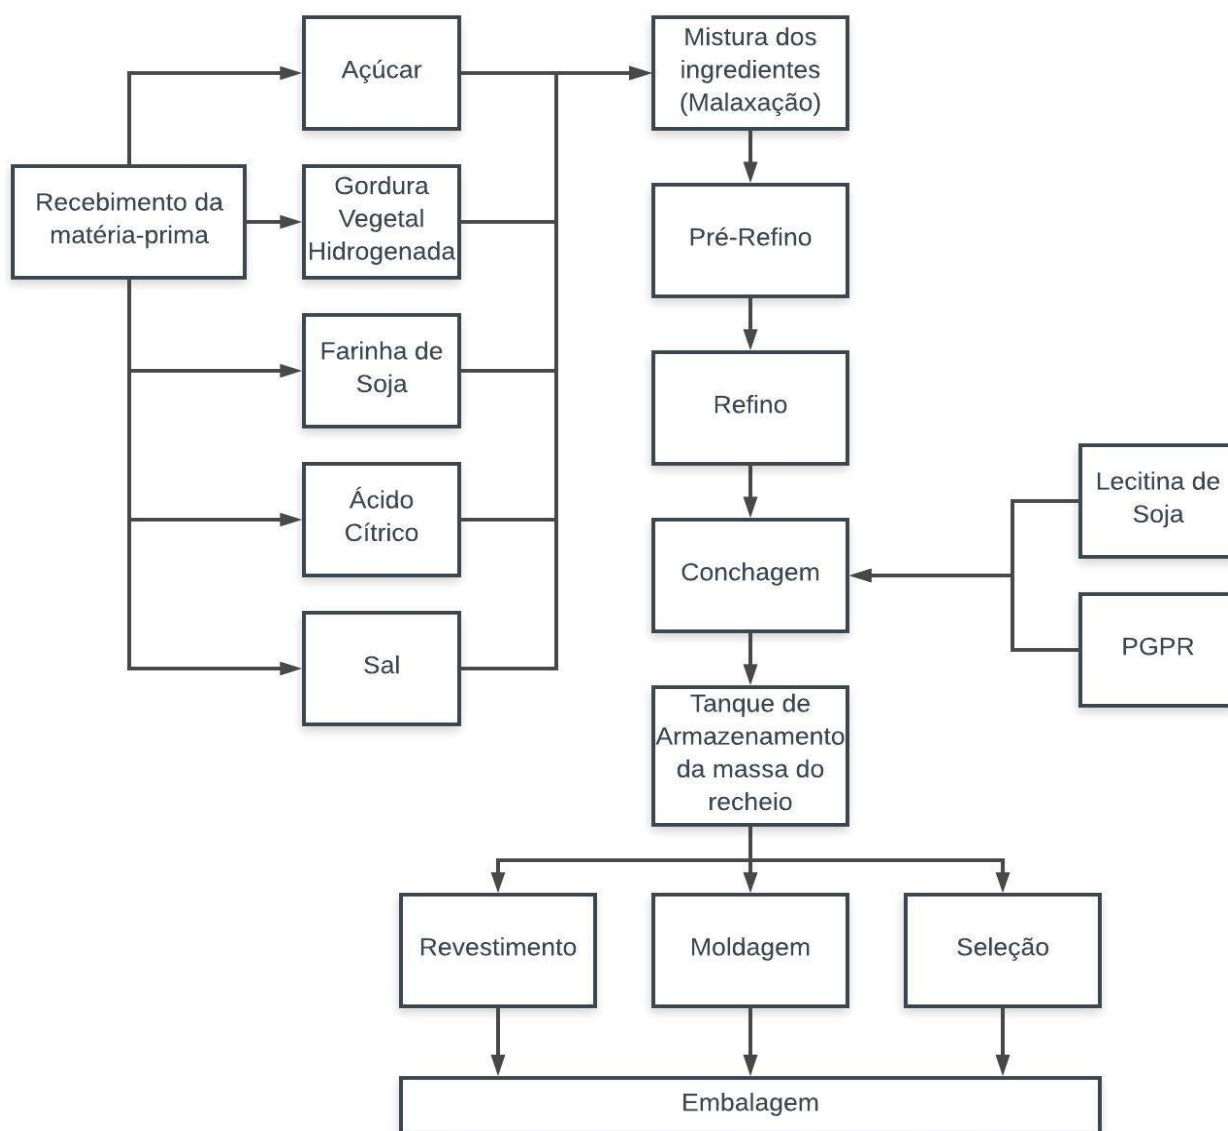 Açúcar
Mistura dos
ingredientes
(Malaxação)
Recebimento da
matéria-prima
Gordura
Vegetal
Hidrogenada
Pré-Refino
Farinha de
Soja
Refino
Ácido
Cítrico
Lecitina de
Soja
Conchagem
Sal
PGPR
Tanque de
Armazenamento
da massa do
recheio
Revestimento
Moldagem
Seleção
Embalagem